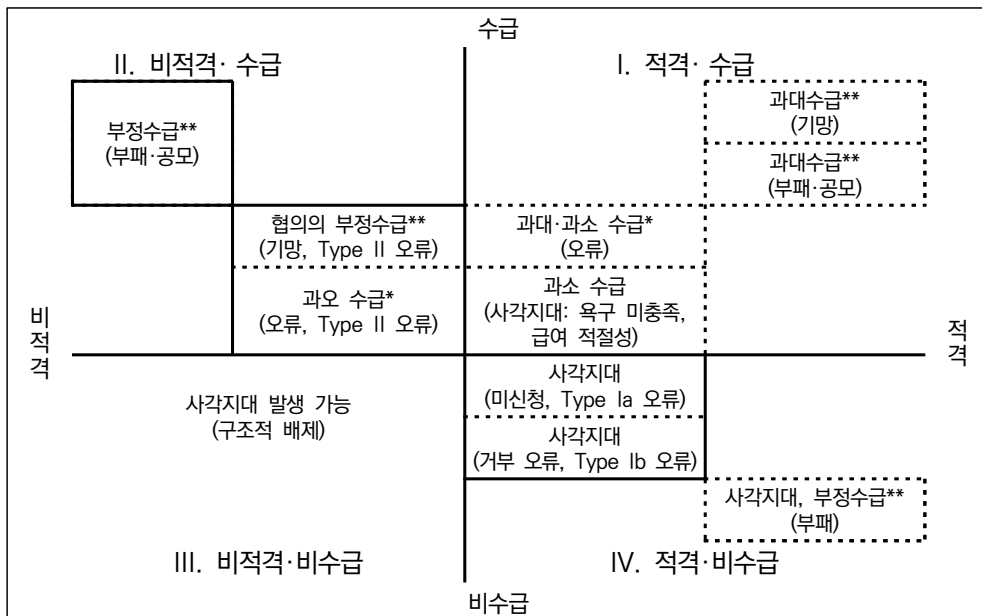 수급
II. 비적격· 수급
I. 적격· 수급
부정수급**
(부패·공모)
과대수급**
(기망)
과대수급**
(부패·공모)
협의의 부정수급**
(기망, Type II 오류)
과대·과소 수급*
(오류)
과오 수급*
(오류, Type II 오류)
과소 수급
(사각지대: 욕구 미충족,
급여 적절성)
비
적
격
적
격
사각지대 발생 가능
(구조적 배제)
사각지대
(미신청, Type Ia 오류)
사각지대
(거부 오류, Type Ib 오류)
사각지대, 부정수급**
(부패)
III. 비적격·비수급
IV. 적격·비수급
비수급